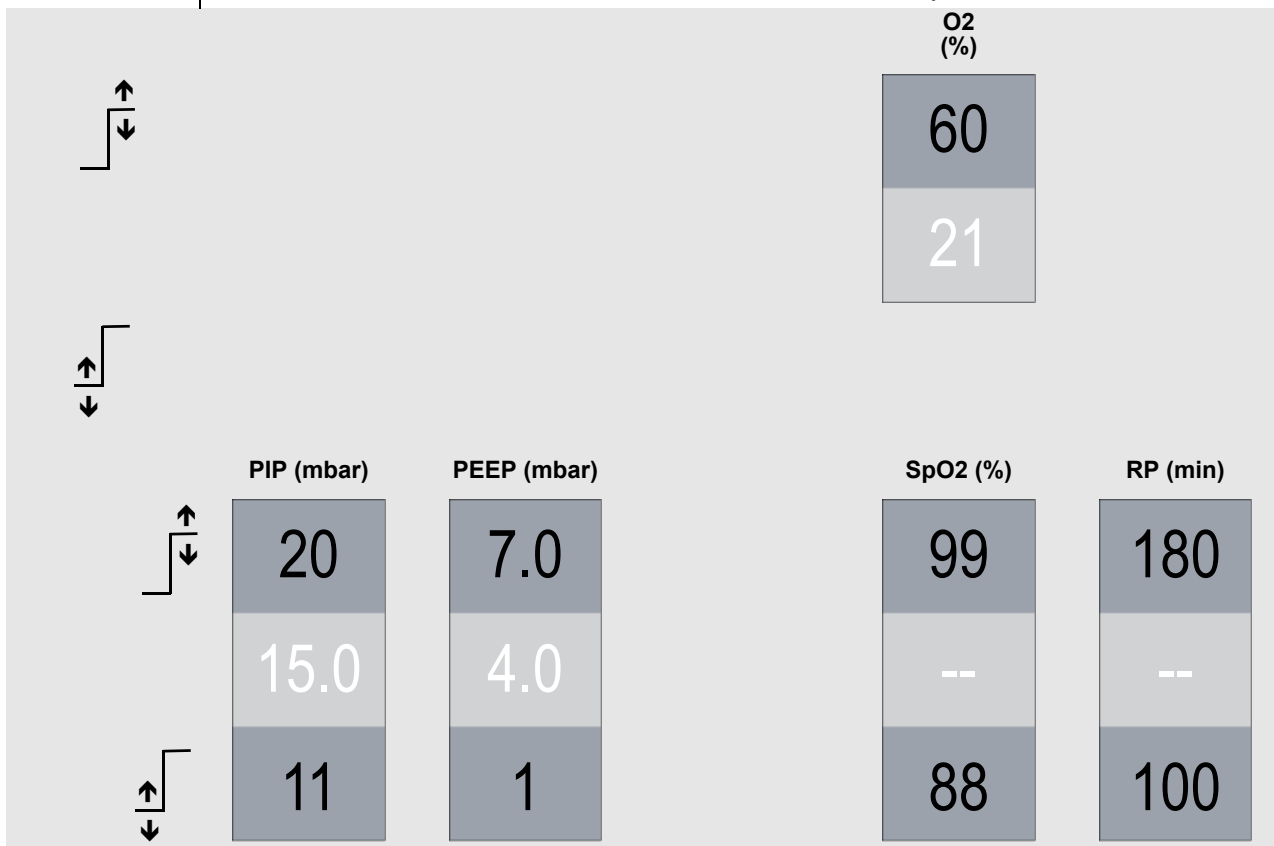 O2
(%)
60
21
PIP (mbar) PEEP (mbar) SpO2 (%) RP (min)
20 7.0 99 180
15.0 4.0 -- --
11 1 88 100